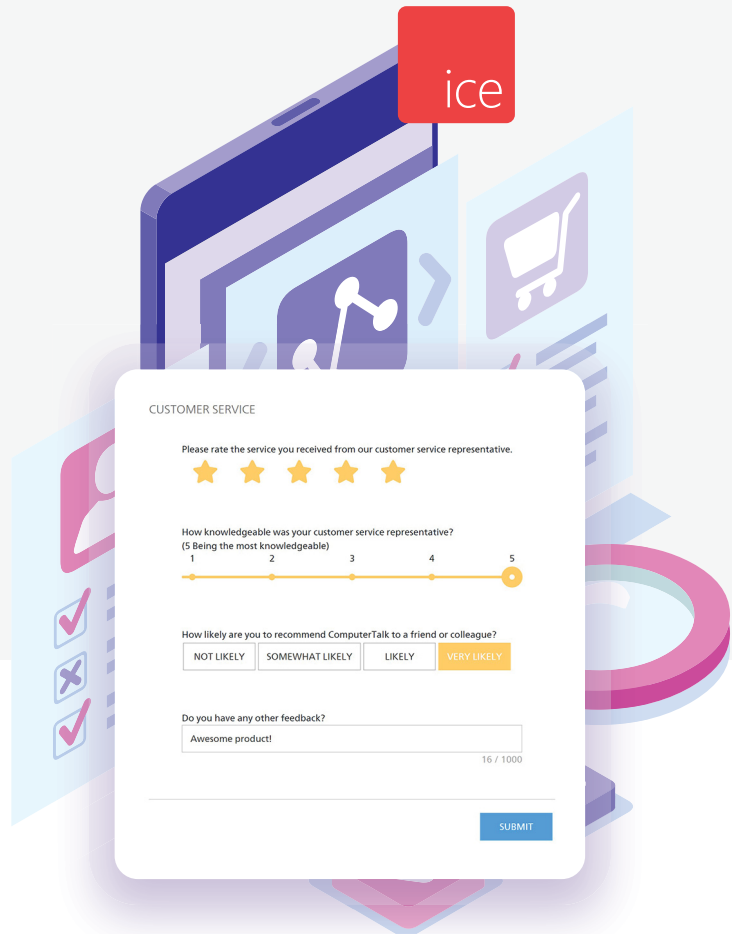 ice
CUSTOMER SERVICE
Please rate the service you received from our customer service representative.
How knowledgeable was your customer service representative?
(5 Being the most knowledgeable)
1 2 3 4 5
How likely are you to recommend ComputerTalk to a friend or colleague?
NOT LIKELY SOMEWHAT LIKELY LIKELY VERY LIKELY
Do you have any other feedback?
Awesome product!
16 / 1000
SUBMIT